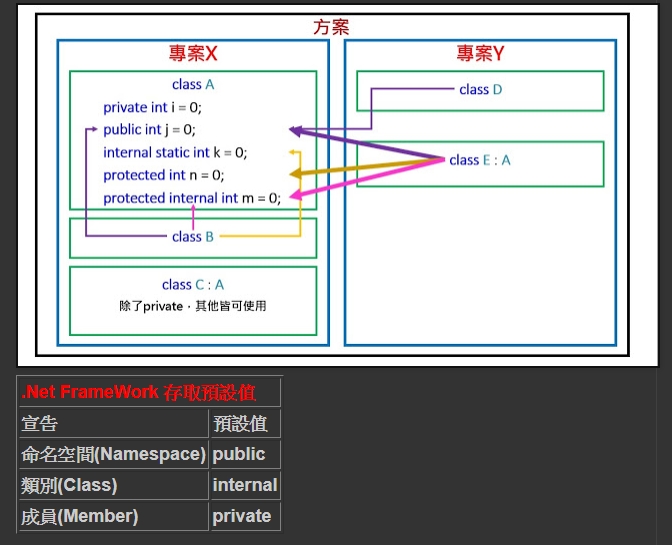 方案
專案X
class A
private int i = 0;
public int j = 0;
internal static int k = 0;
protected int n = 0;
protected internal int m = 0;
class B
class C : A
除了private，其他皆可使用
專案Y
class D
class E : A
.Net FrameWork 存取預設值
宣告 預設值
命名空間(Namespace) public
類別(Class) internal
成員(Member) private